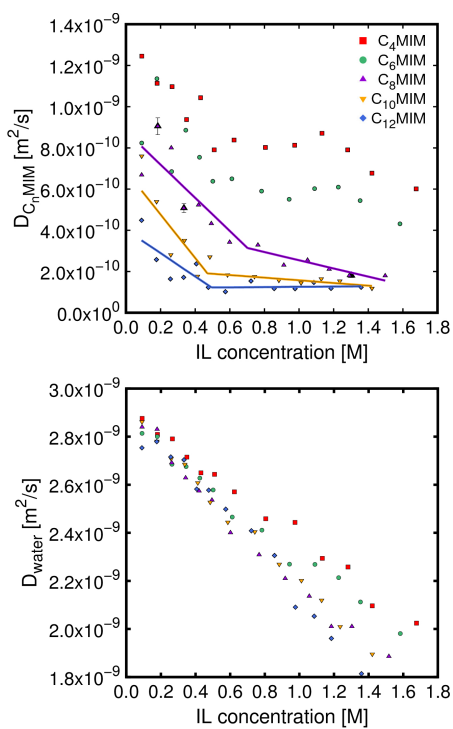 1.4x10⁻⁹
1.2x10⁻⁹
1.0x10⁻⁹
8.0x10⁻¹⁰
6.0x10⁻¹⁰
4.0x10⁻¹⁰
2.0x10⁻¹⁰
0.0x10⁰
D_CnMIM [m²/s]
C₄MIM
C₆MIM
C₈MIM
C₁₀MIM
C₁₂MIM
0.0 0.2 0.4 0.6 0.8 1.0 1.2 1.4 1.6 1.8
IL concentration [M]
3.0x10⁻⁹
2.8x10⁻⁹
2.6x10⁻⁹
2.4x10⁻⁹
2.2x10⁻⁹
2.0x10⁻⁹
1.8x10⁻⁹
D_water [m²/s]
0.0 0.2 0.4 0.6 0.8 1.0 1.2 1.4 1.6 1.8
IL concentration [M]